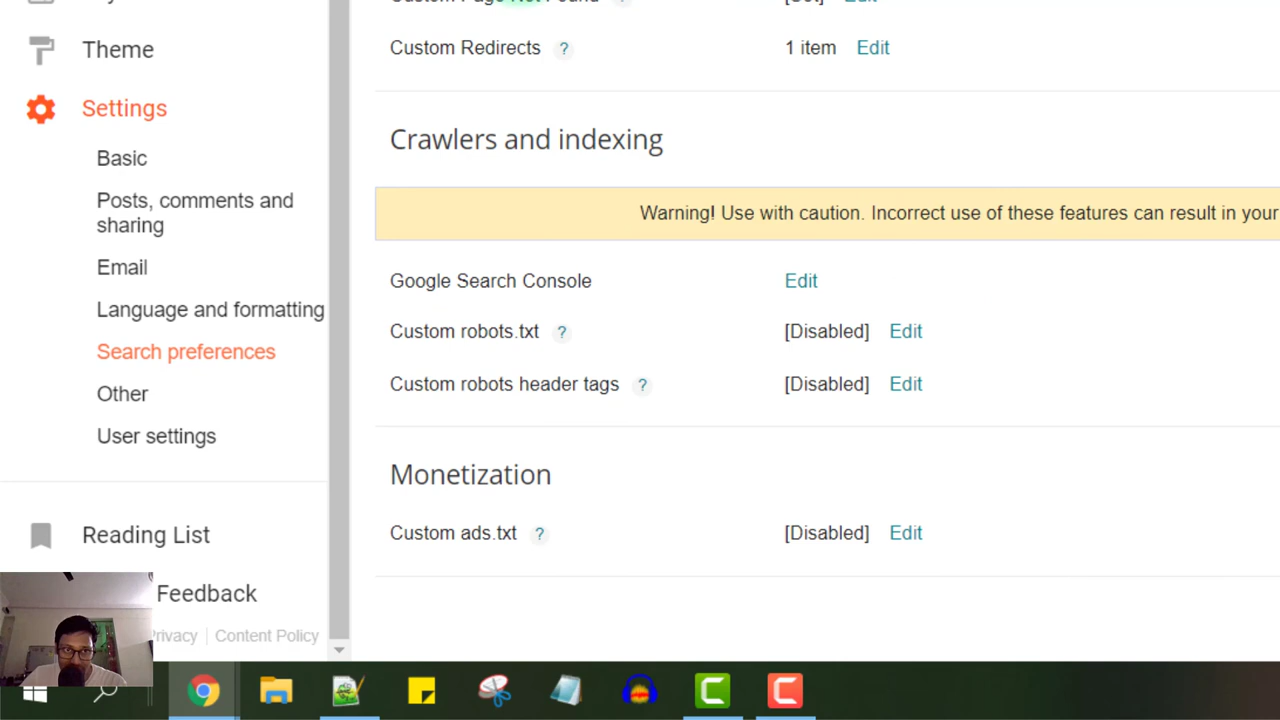 Theme
Settings
Basic
Posts, comments and
sharing
Email
Language and formatting
Search preferences
Other
User settings
Reading List
Feedback
Privacy
Content Policy
Custom Redirects ? 1 item Edit
Crawlers and indexing
Warning! Use with caution. Incorrect use of these features can result in your
Google Search Console Edit
Custom robots.txt ? [Disabled] Edit
Custom robots header tags ? [Disabled] Edit
Monetization
Custom ads.txt ? [Disabled] Edit